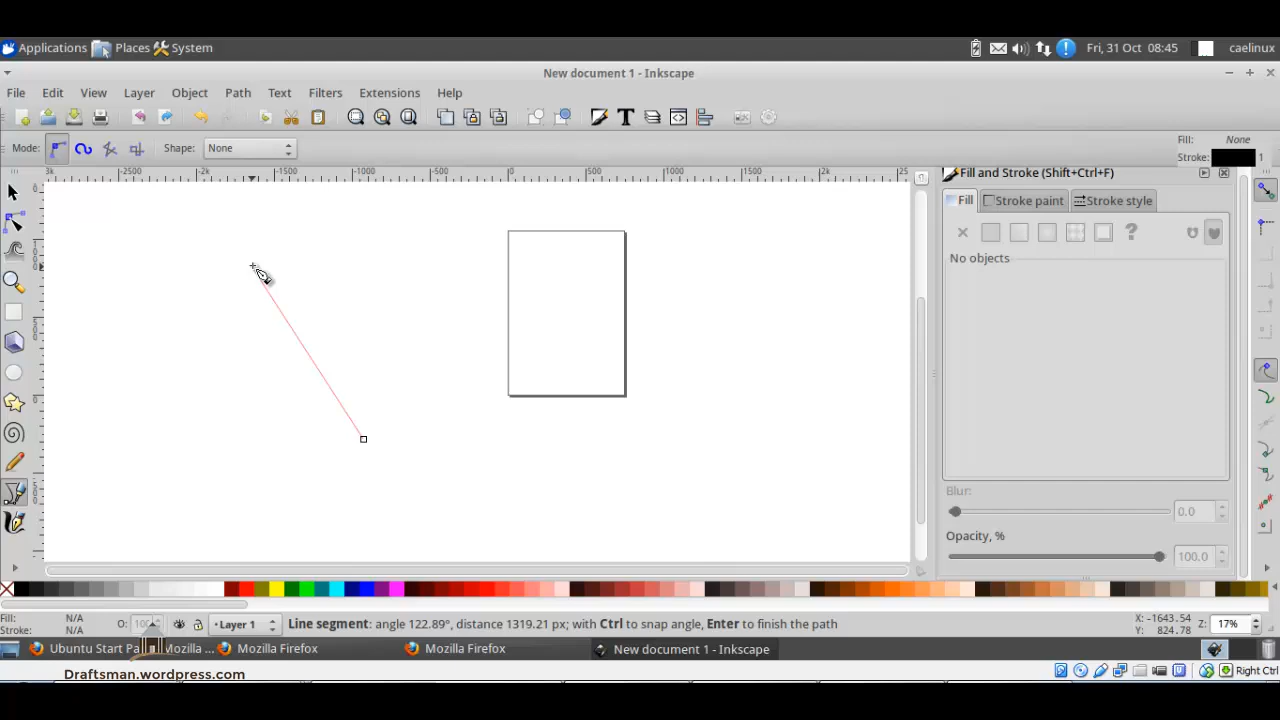 Applications Places System Fri, 31 Oct 08:45 caelinux
New document 1 - Inkscape
File Edit View Layer Object Path Text Filters Extensions Help
Mode: Shape: None Fill: None
Stroke: 1
Fill and Stroke (Shift+Ctrl+F)
Fill Stroke paint Stroke style
No objects
Blur:
0.0
Opacity, %
100.0
Fill: N/A O: 100 Layer 1 Line segment: angle 122.89°, distance 1319.21 px; with Ctrl to snap angle, Enter to finish the path X: -1643.54 Z: 17%
Stroke: N/A Y: 824.78
Ubuntu Start Pa Mozilla ... Mozilla Firefox Mozilla Firefox New document 1 - Inkscape
Draftsman.wordpress.com Right Ctrl